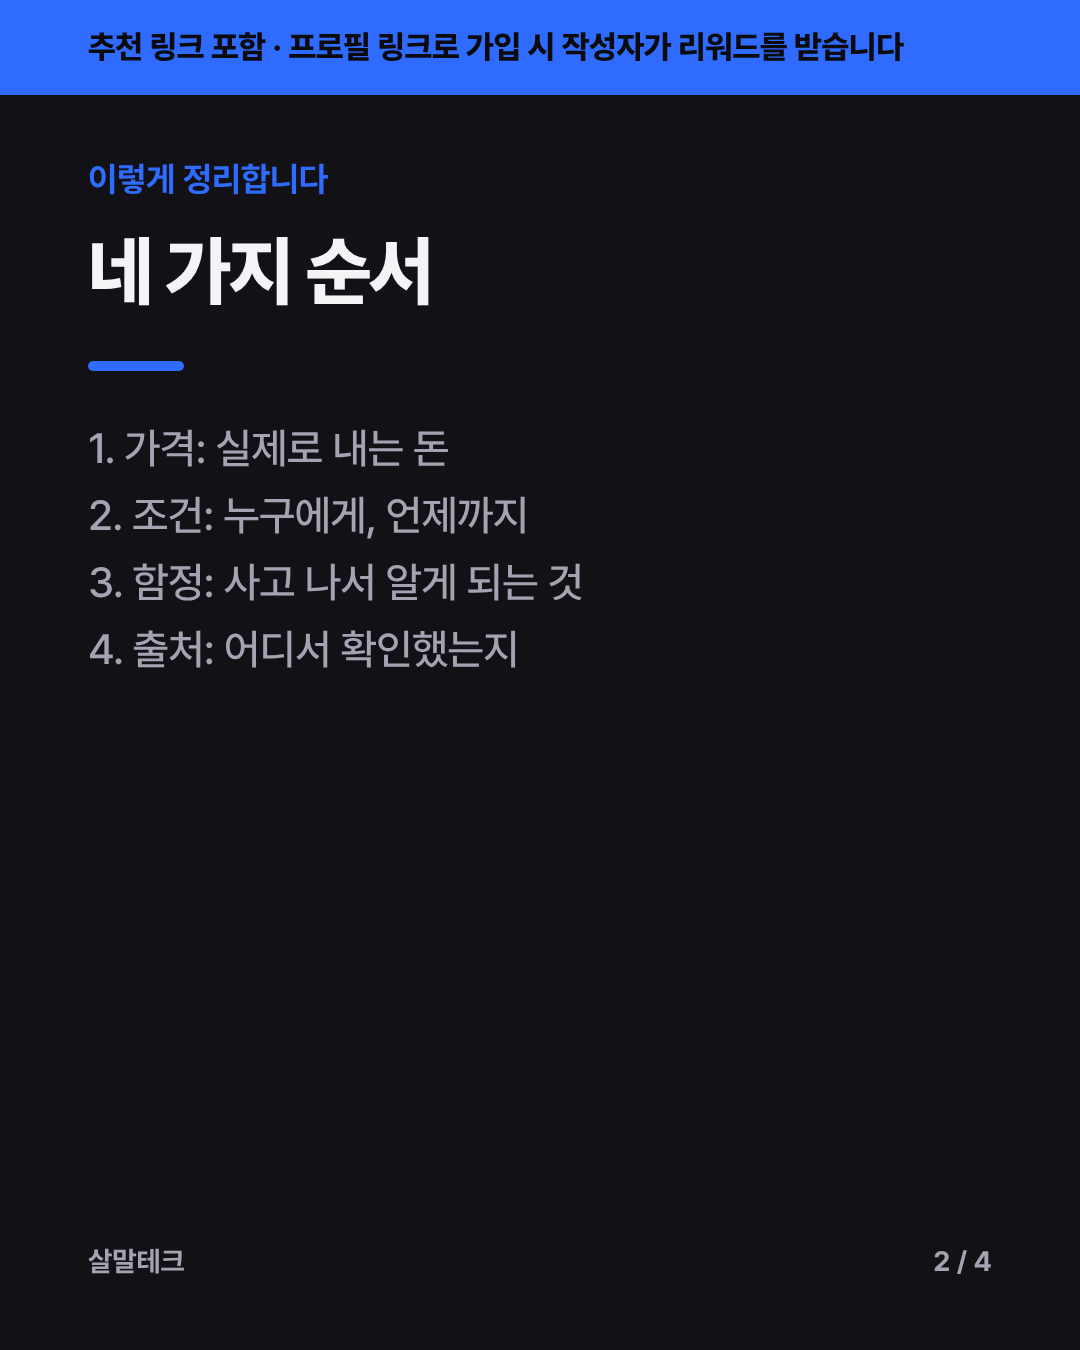 추천 링크 포함 · 프로필 링크로 가입 시 작성자가 리워드를 받습니다
이렇게 정리합니다
네 가지 순서
1. 가격: 실제로 내는 돈
2. 조건: 누구에게, 언제까지
3. 함정: 사고 나서 알게 되는 것
4. 출처: 어디서 확인했는지
살말테크
2 / 4